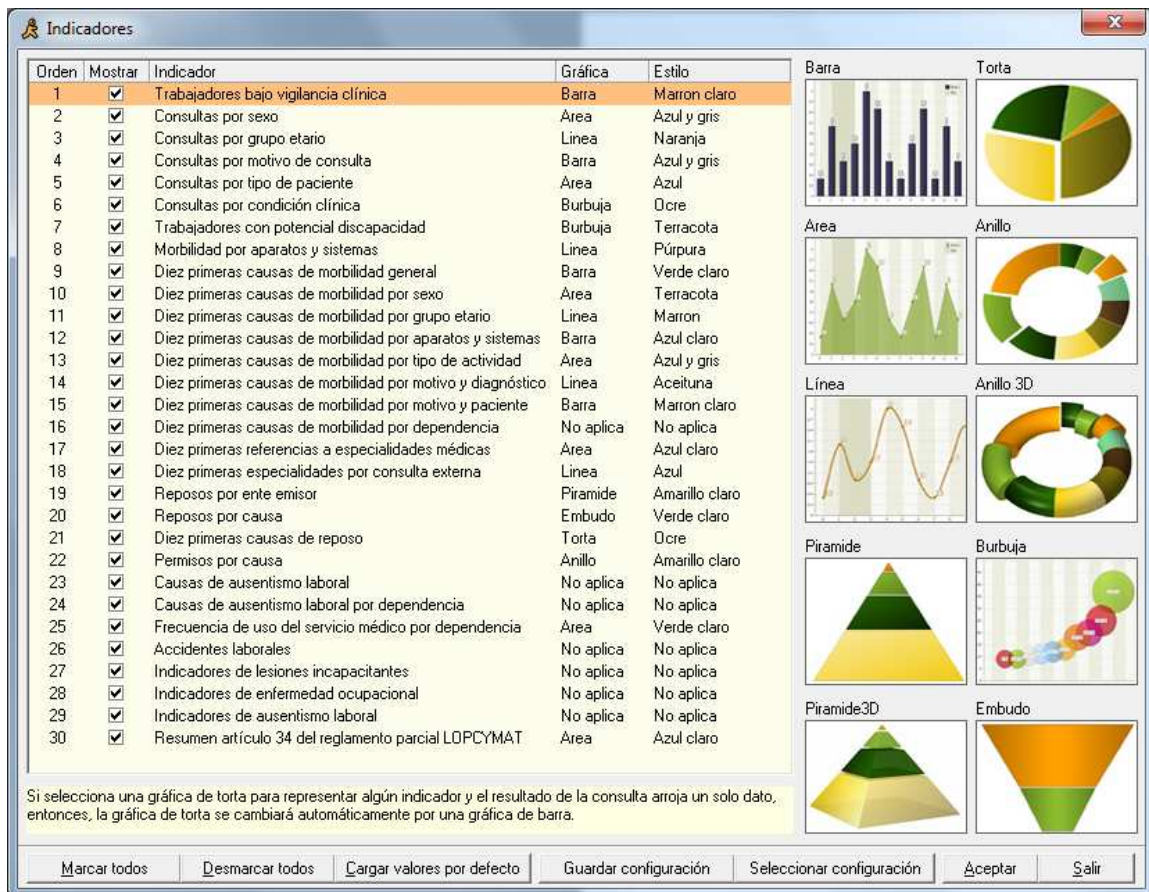 Indicadores
Orden Mostrar Indicador Gráfica Estilo
1 Trabajadores bajo vigilancia clínica Barra Marron claro
2 Consultas por sexo Area Azul y gris
3 Consultas por grupo etario Linea Naranja
4 Consultas por motivo de consulta Barra Azul y gris
5 Consultas por tipo de paciente Area Azul
6 Consultas por condición clínica Burbuja Ocre
7 Trabajadores con potencial discapacidad Burbuja Terracota
8 Morbilidad por aparatos y sistemas Linea Púrpura
9 Diez primeras causas de morbilidad general Barra Verde claro
10 Diez primeras causas de morbilidad por sexo Area Terracota
11 Diez primeras causas de morbilidad por grupo etario Linea Marron
12 Diez primeras causas de morbilidad por aparatos y sistemas Barra Azul claro
13 Diez primeras causas de morbilidad por tipo de actividad Area Azul y gris
14 Diez primeras causas de morbilidad por motivo y diagnóstico Linea Aceituna
15 Diez primeras causas de morbilidad por motivo y paciente Barra Marron claro
16 Diez primeras causas de morbilidad por dependencia No aplica No aplica
17 Diez primeras referencias a especialidades médicas Area Azul claro
18 Diez primeras especialidades por consulta externa Linea Azul
19 Reposos por ente emisor Piramide Amarillo claro
20 Reposos por causa Embudo Verde claro
21 Diez primeras causas de reposo Torta Ocre
22 Permisos por causa Anillo Amarillo claro
23 Causas de ausentismo laboral No aplica No aplica
24 Causas de ausentismo laboral por dependencia No aplica No aplica
25 Frecuencia de uso del servicio médico por dependencia Area Verde claro
26 Accidentes laborales No aplica No aplica
27 Indicadores de lesiones incapacitantes No aplica No aplica
28 Indicadores de enfermedad ocupacional No aplica No aplica
29 Indicadores de ausentismo laboral No aplica No aplica
30 Resumen artículo 34 del reglamento parcial LOPCYMAT Area Azul claro
Barra Torta
Area Anillo
Línea Anillo 3D
Piramide Burbuja
Piramide3D Embudo
Si selecciona una gráfica de torta para representar algún indicador y el resultado de la consulta arroja un solo dato,
entonces, la gráfica de torta se cambiará automáticamente por una gráfica de barra.
Marcar todos Desmarcar todos Cargar valores por defecto Guardar configuración Seleccionar configuración Aceptar Salir